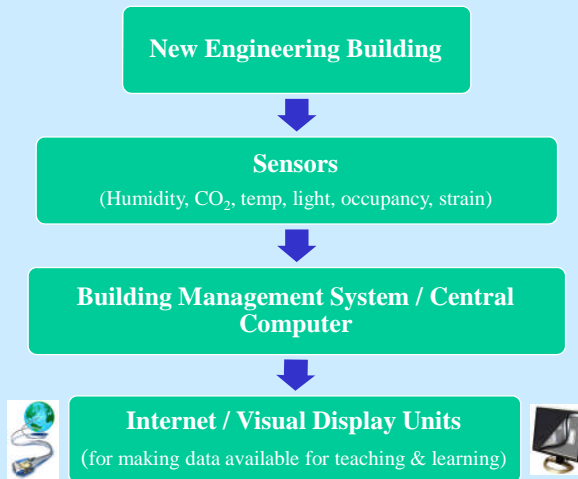 New Engineering Building
Sensors
(Humidity, CO₂, temp, light, occupancy, strain)
Building Management System / Central
Computer
Internet / Visual Display Units
(for making data available for teaching & learning)